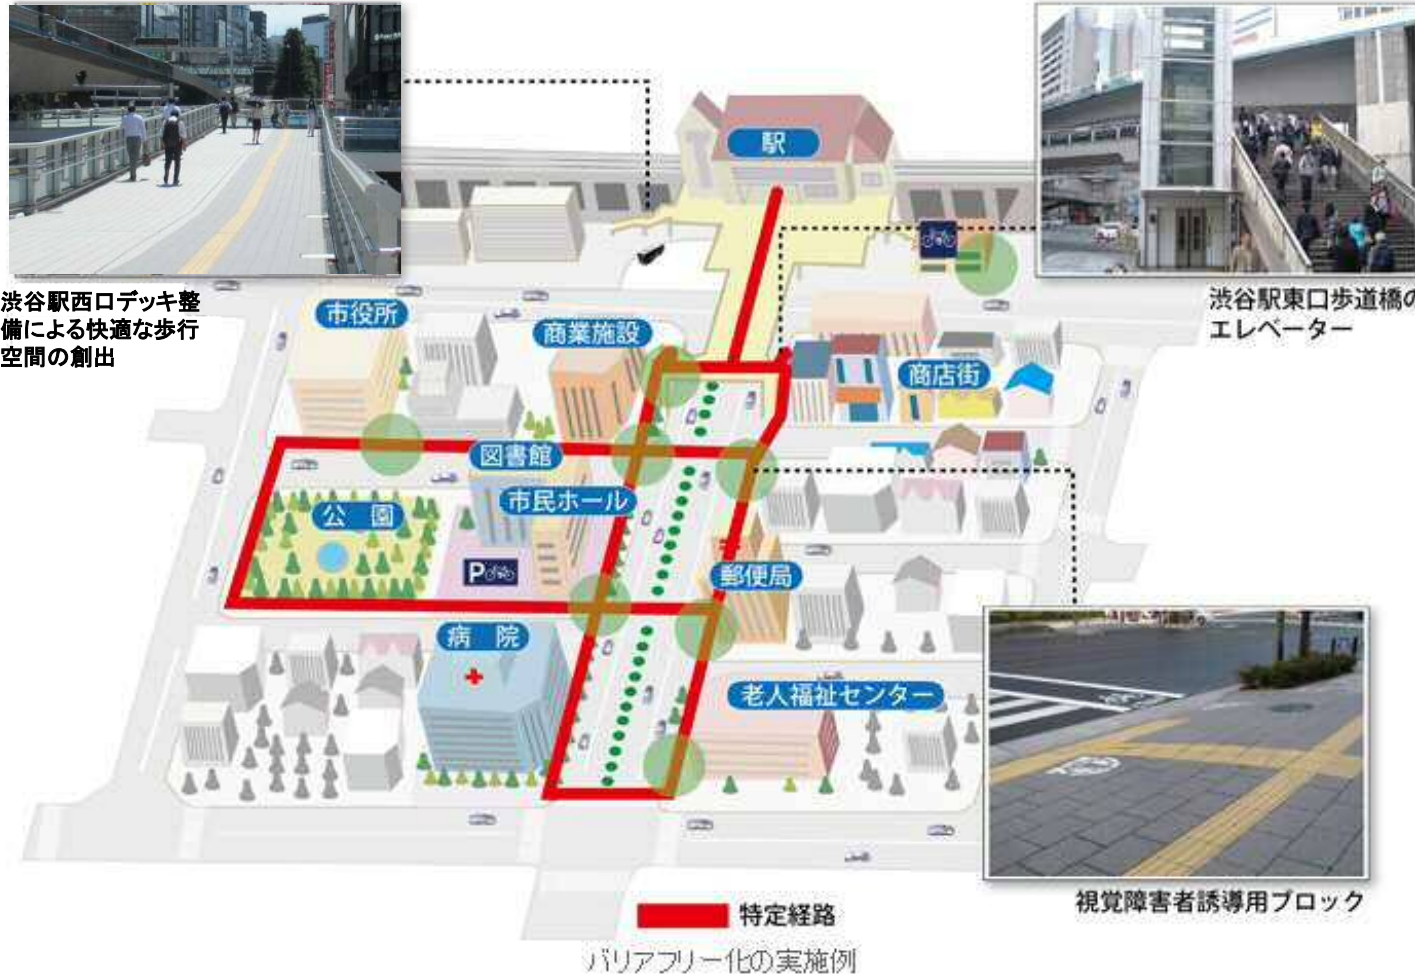 駅
渋谷駅西口デッキ整
備による快適な歩行
空間の創出
渋谷駅東口歩道橋の
エレベーター
市役所
商業施設
商店街
図書館
市民ホール
公園
P
郵便局
病院
老人福祉センター
視覚障害者誘導用ブロック
特定経路
バリアフリー化の実施例